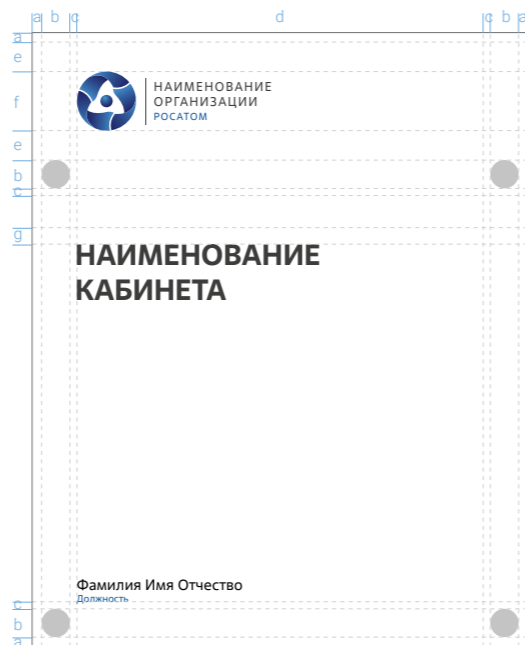 a b c d c b a
a
e
f
e
b
c
g
НАИМЕНОВАНИЕ
ОРГАНИЗАЦИИ
РОСАТОМ
НАИМЕНОВАНИЕ
КАБИНЕТА
Фамилия Имя Отчество
Должность
c
b
a